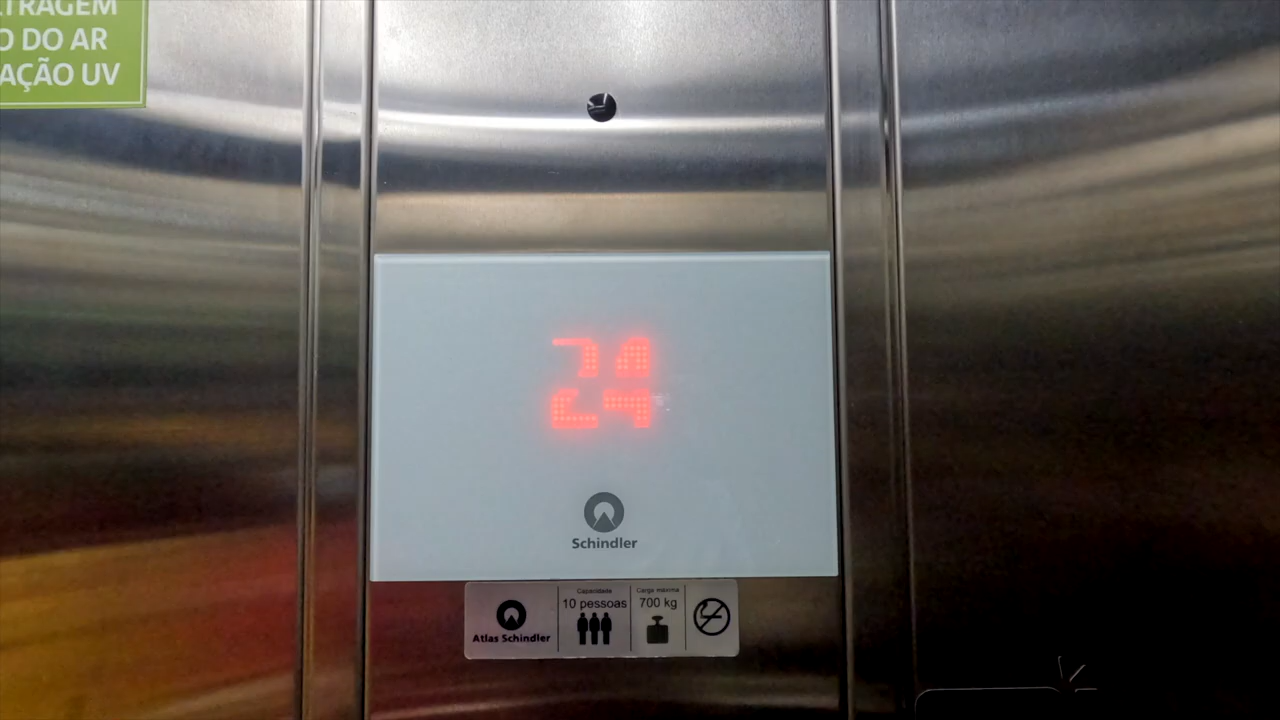 TRAGEM
O DO AR
AÇÃO UV
24
Schindler
Atlas Schindler
Capacidade
10 pessoas
Carga máxima
700 kg